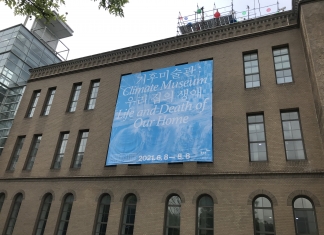 기후미술관:
Climate Museum
우리 집의 생애
Life and Death of
Our Home
2021. 6. 8–8. 8